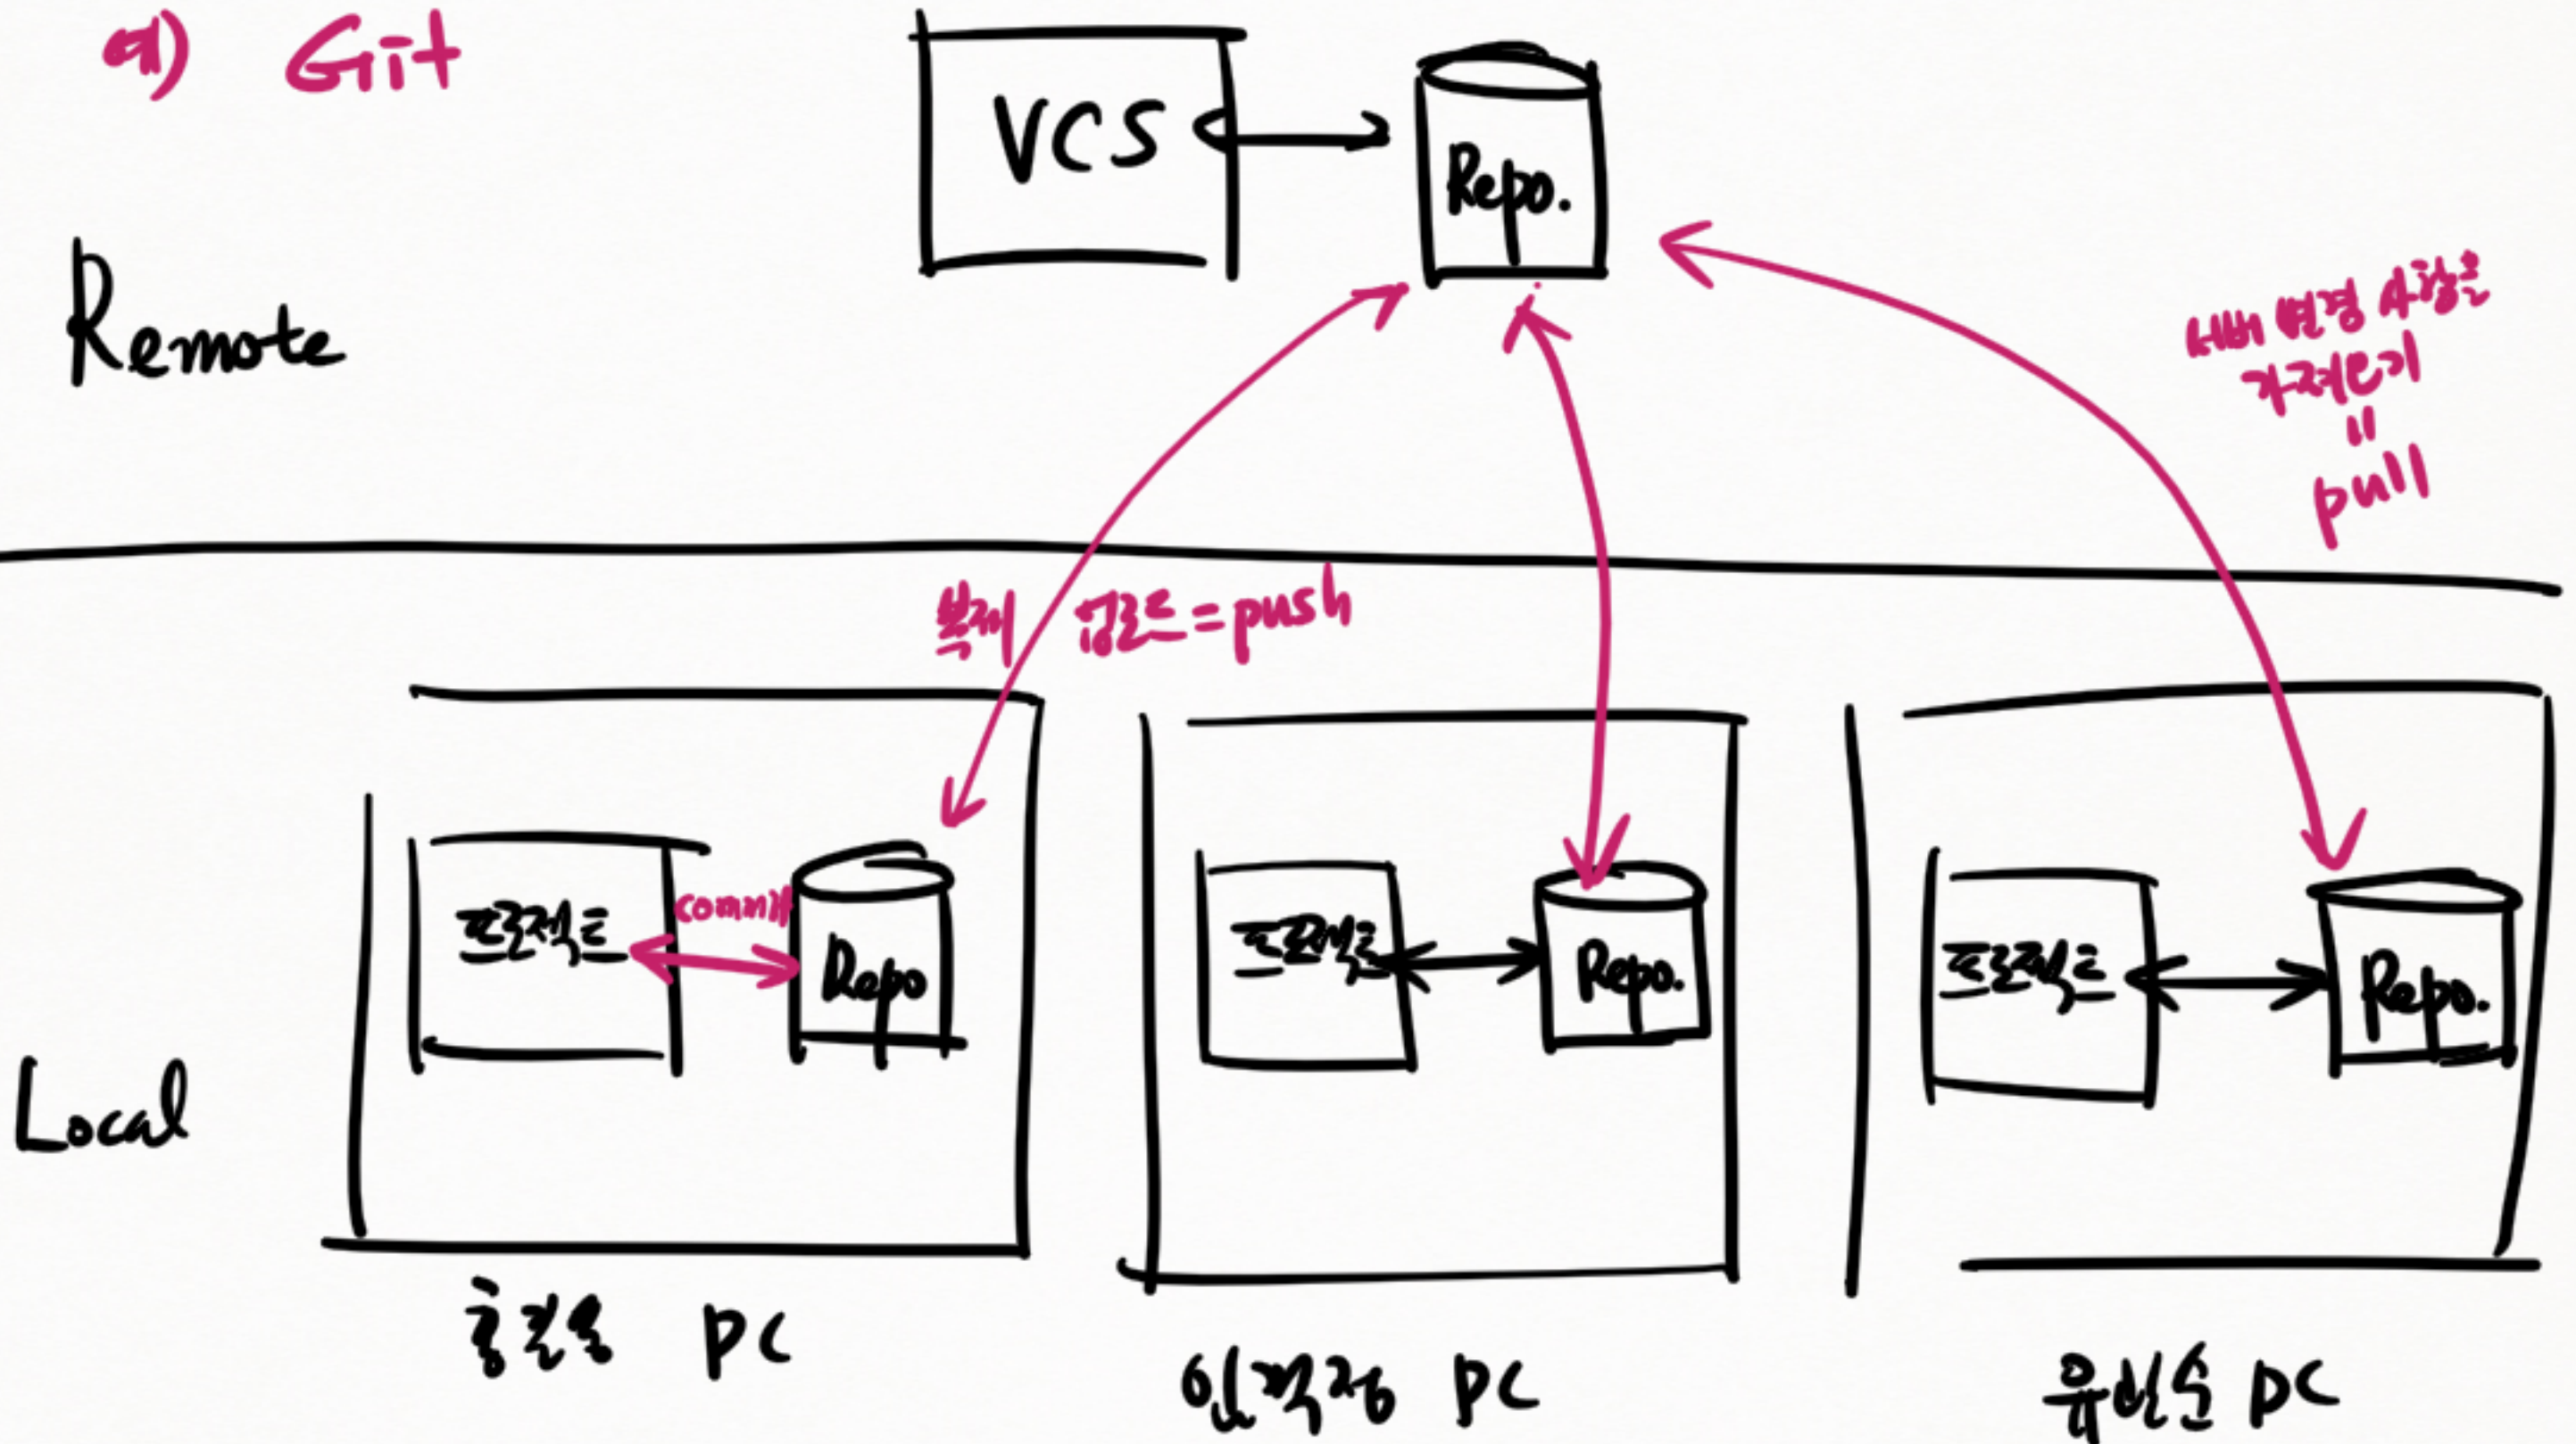 예) Git
VCS
Repo.
Remote
서버 변경 사항을
가져오기
=
pull
복제
업로드 = push
프로젝트
commit
Repo
프로젝트
Repo.
프로젝트
Repo.
Local
홍길동 PC
임꺽정 PC
유관순 PC